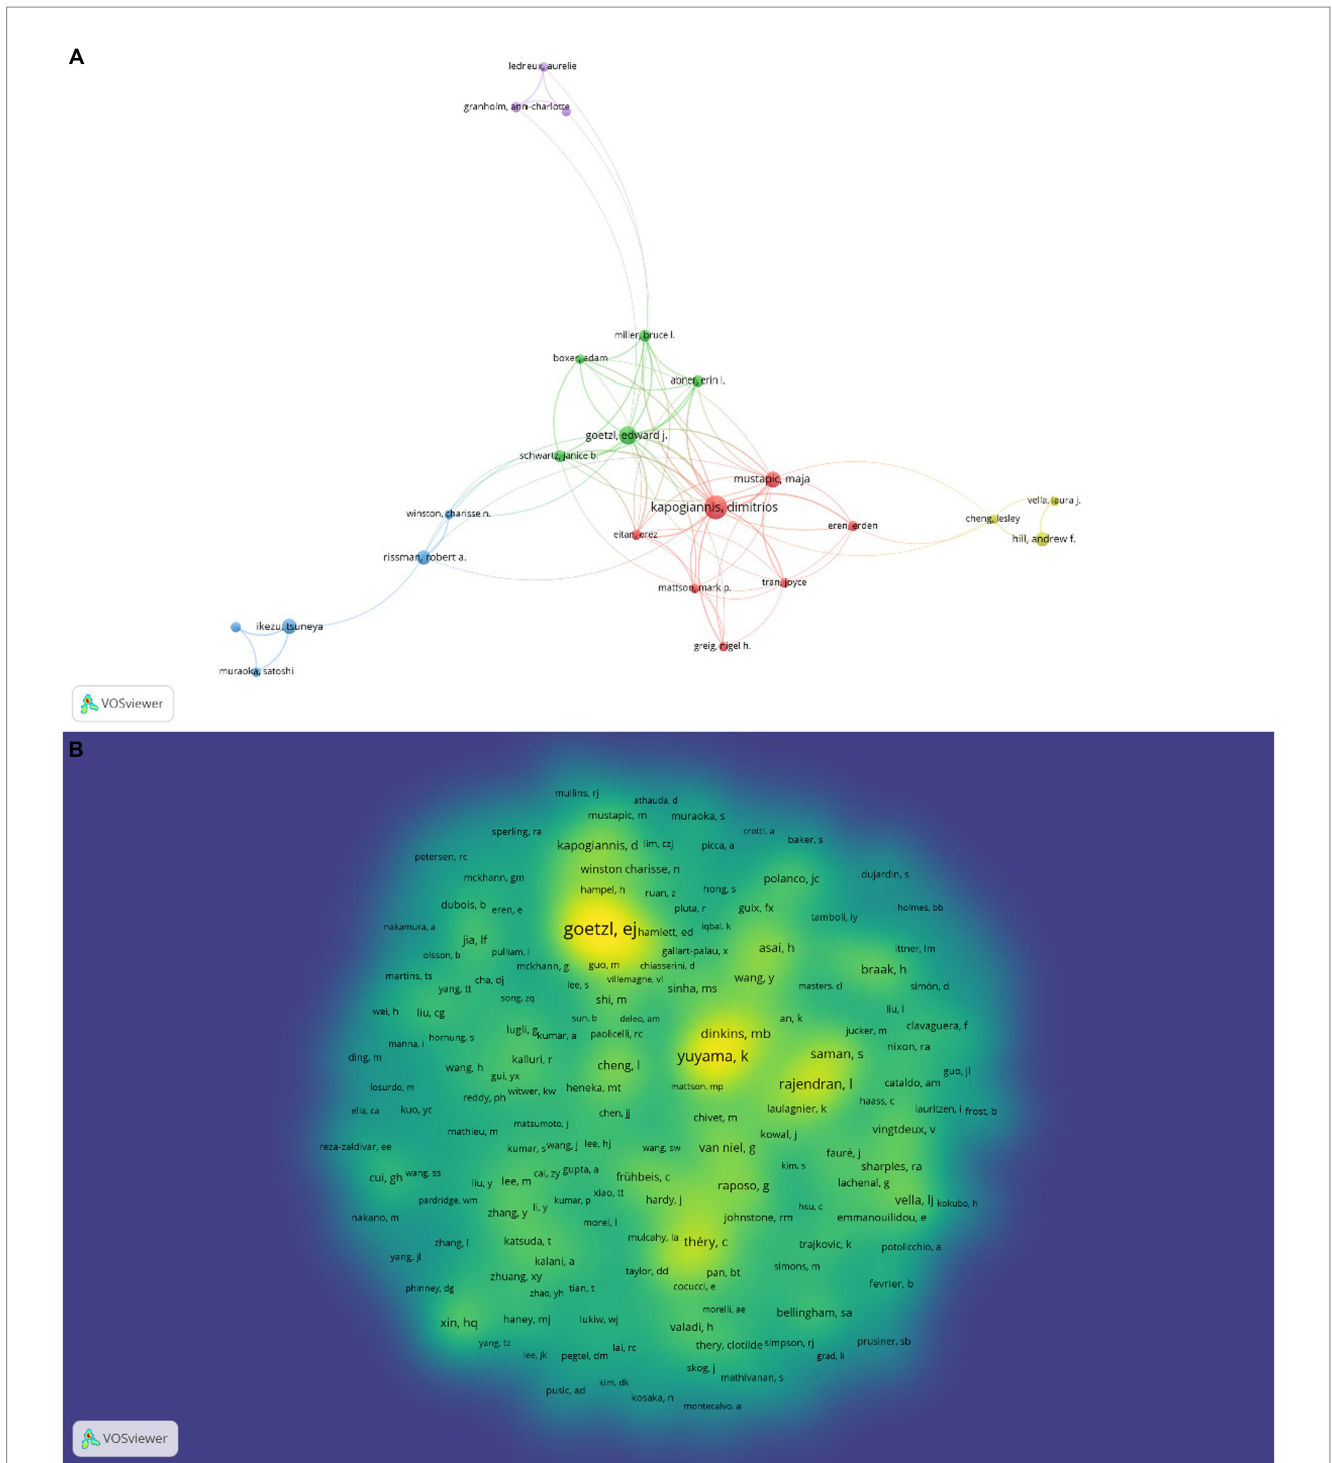 A
ledreux, aurelie
granholm, ann-charlotte
miller, bruce l.
boxer, adam
abner, erin l.
goetzl, edward j.
schwartz, janice b.
mustapic, maja
kapogiannis, dimitrios
vella, laura j.
winston, charisse n.
cheng, lesley
eren, erden
eitan, erez
hill, andrew f.
rissman, robert a.
tran, joyce
mattson, mark p.
ikezu, tsuneya
greig, nigel h.
muraoka, satoshi
VOSviewer
B
mullins, rj
athauda, d
mustapic, m muraoka, s
sperling, ra crotti, a
baker, s
kapogiannis, d lim, czj picca, a
petersen, rc
winston charisse, n
mckhann, gm polanco, jc dujardin, s
hampel, h ruan, z hong, s
dubois, b eren, e pluta, r guix, fx holmes, bb
tamboli, iy
nakamura, a goetzl, ej hamlett, ed iqbal, k
jia, lf asai, h ittner, lm
olsson, b pulliam, l gallart-palau, x
mckhann, g guo, m chiasserini, d braak, h
martins, ts cha, dj villemagne, vl wang, y
yang, tt lee, s sinha, ms masters, cl simón, d
song, zq shi, m
wei, h liu, cg liu, l
sun, b deleo, am an, k
lugli, g kumar, a paolicelli, rc dinkins, mb jucker, m clavaguera, f
manna, i hornung, s
ding, m kalluri, r yuyama, k saman, s nixon, ra
wang, h cheng, l guo, jl
gui, yx
losurdo, m witwer, kw heneka, mt mattson, mp rajendran, l cataldo, am
reddy, ph haass, c
elia, ca kuo, yc chen, jj laulagnier, k lauritzen, i frost, b
matsumoto, j chivet, m
mathieu, m kowal, j vingtdeux, v
reza-zaldivar, ee kumar, s wang, j lee, hj wang, sw van niel, g fauré, j
cui, gh wang, ss cai, zy gupta, a kim, s sharples, ra
liu, y lee, m frühbeis, c raposo, g lachenal, g
pardridge, wm kumar, p xiao, tt hardy, j vella, lj kokubo, h
zhang, y li, y hsu, c
nakano, m morel, l johnstone, rm emmanouilidou, e
zhang, l katsuda, t mulcahy, la théry, c trajkovic, k potolicchio, a
yang, jl kalani, a
zhuang, xy taylor, dd pan, bt simons, m
phinney, dg zhao, yh tian, t cocucci, e fevrier, b
xin, hq haney, mj lukiw, wj morelli, ae bellingham, sa
valadi, h
yang, tz lai, rc thery, clotilde simpson, rj prusiner, sb
lee, jk pegtel, dm grad, li
skog, j
kim, dk mathivanan, s
pusic, ad kosaka, n
montecalvo, a
VOSviewer